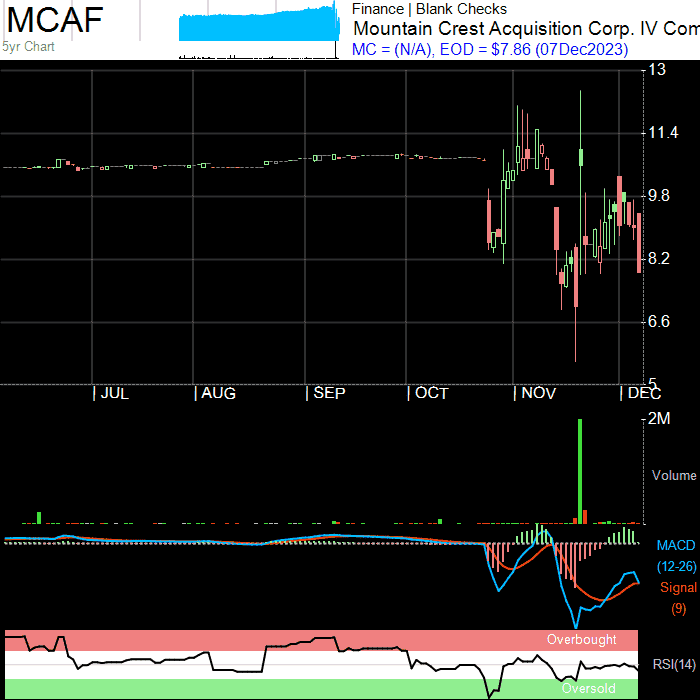 MCAF
5yr Chart
Finance | Blank Checks
Mountain Crest Acquisition Corp. IV Com
MC = (N/A), EOD = $7.86 (07Dec2023)
13
11.4
9.8
8.2
6.6
5
JUL
AUG
SEP
OCT
NOV
DEC
2M
Volume
MACD
(12-26)
Signal
(9)
Overbought
RSI(14)
Oversold